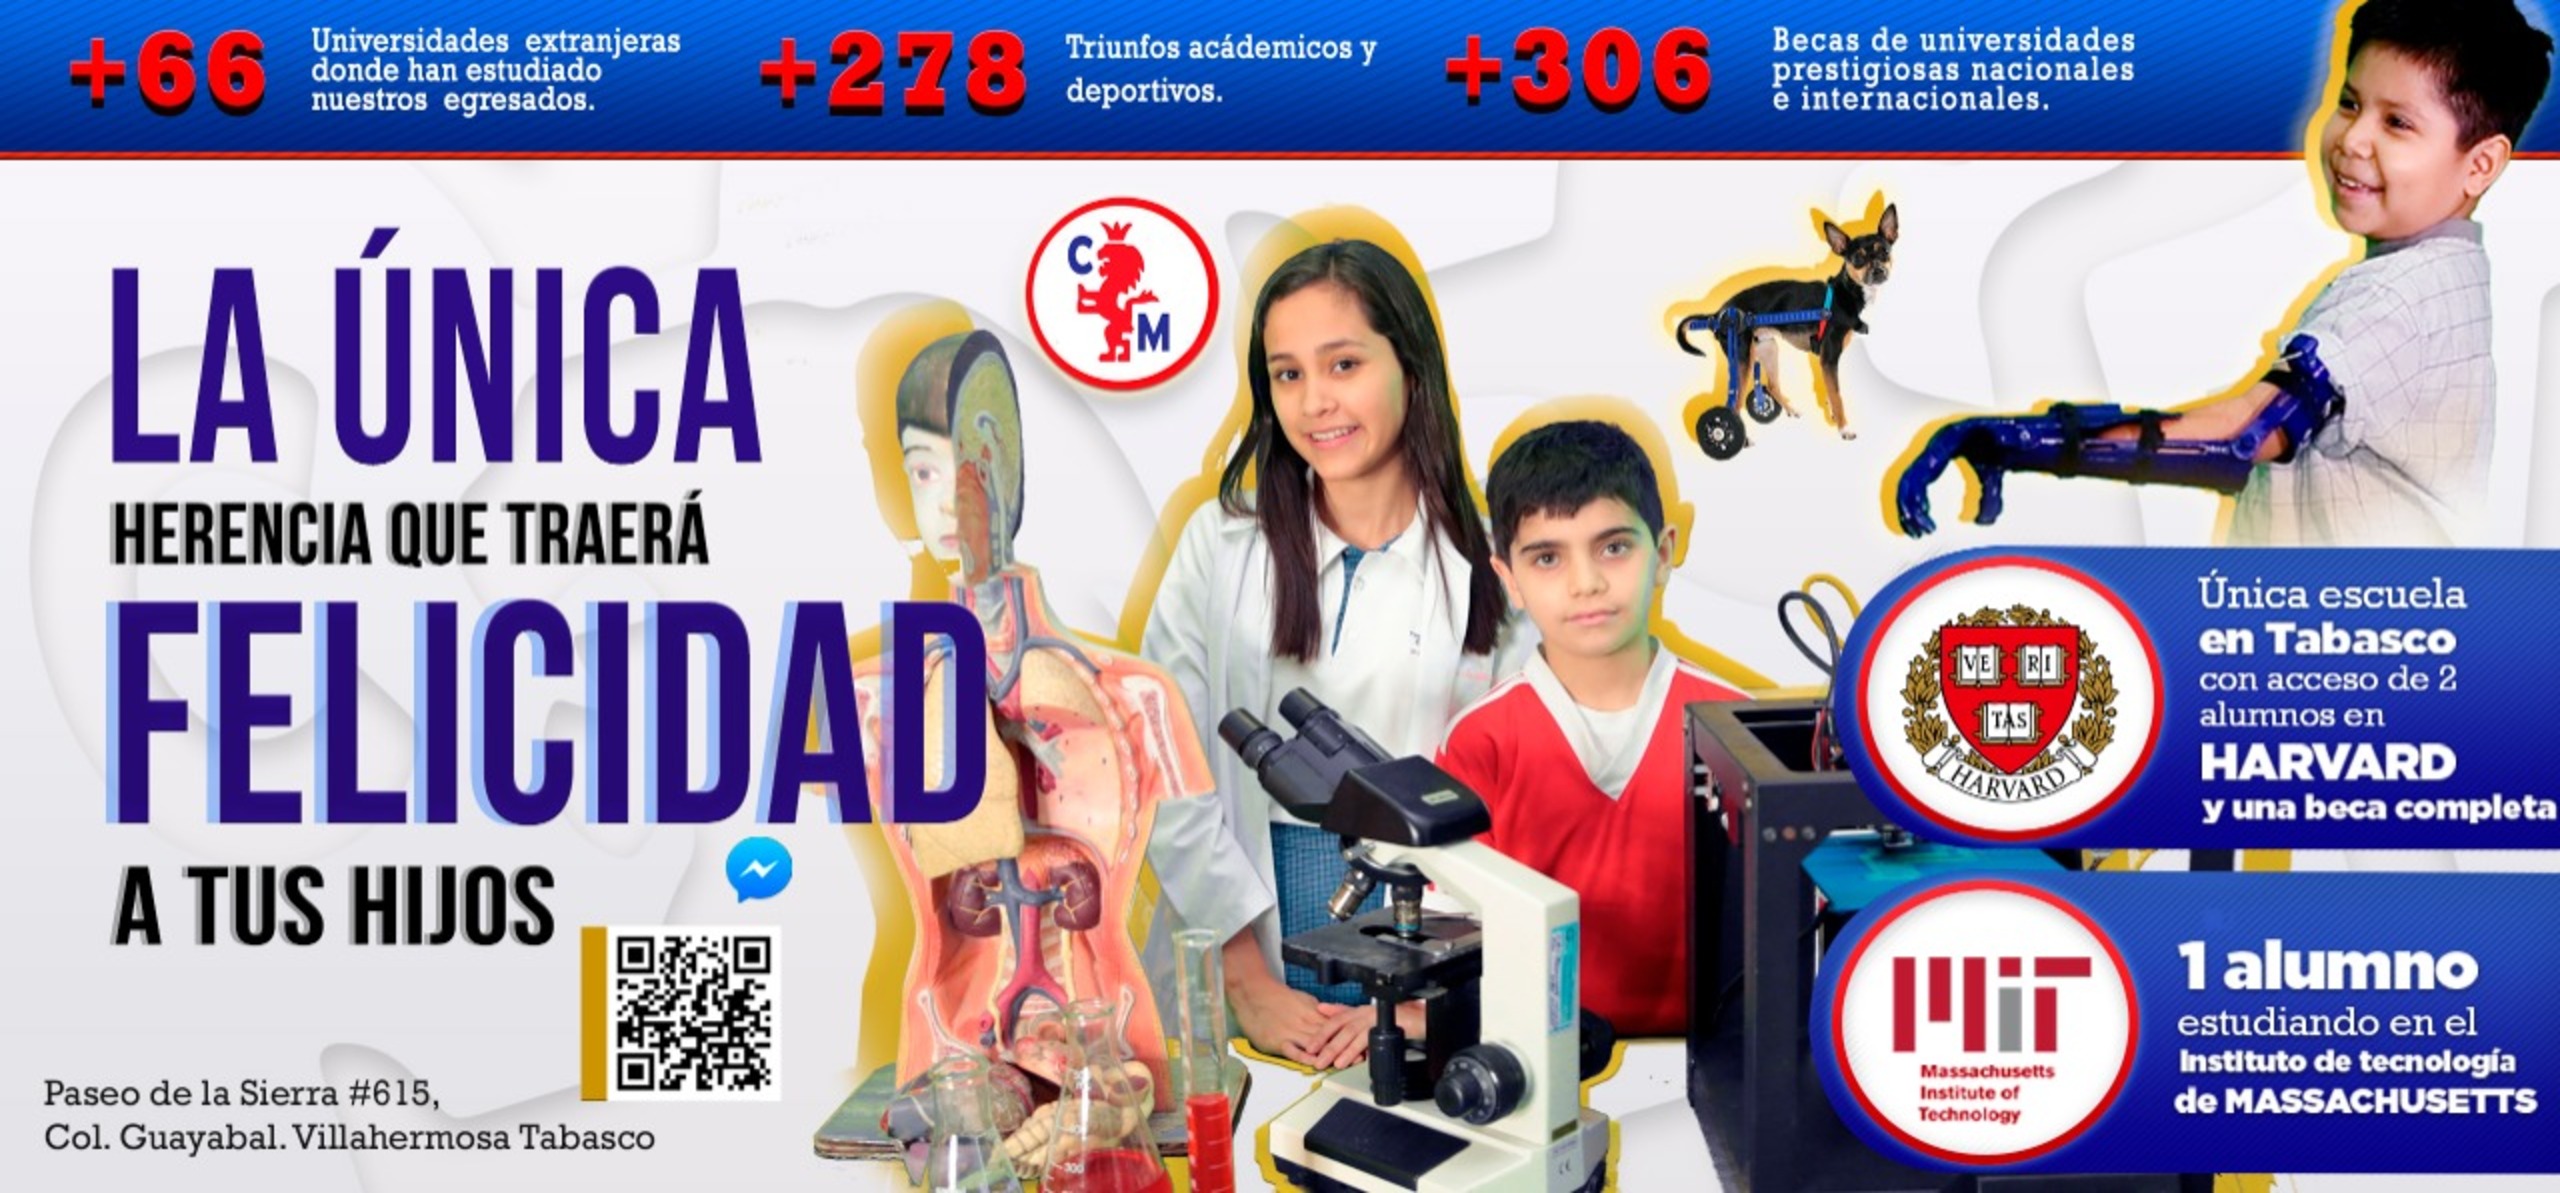 +66
Universidades extranjeras
donde han estudiado
nuestros egresados.
+278
Triunfos acádemicos y
deportivos.
+306
Becas de universidades
prestigiosas nacionales
e internacionales.
LA ÚNICA
HERENCIA QUE TRAERÁ
FELICIDAD
A TUS HIJOS
C
M
Paseo de la Sierra #615,
Col. Guayabal. Villahermosa Tabasco
VE RI
TAS
HARVARD
Única escuela
en Tabasco
con acceso de 2
alumnos en
HARVARD
y una beca completa
MiT
Massachusetts
Institute of
Technology
1 alumno
estudiando en el
Instituto de tecnología
de MASSACHUSETTS
300